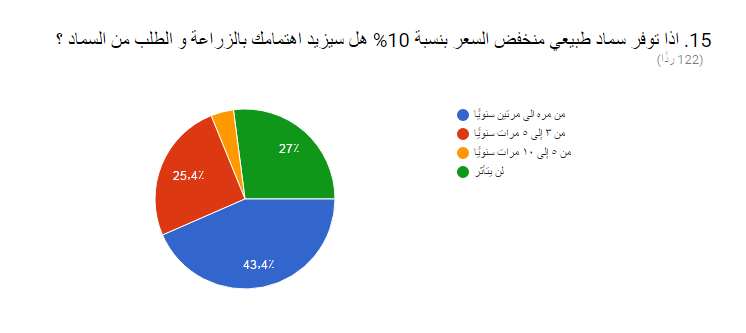 15. اذا توفر سماد طبيعي منخفض السعر بنسبة 10% هل سيزيد اهتمامك بالزراعة و الطلب من السماد ؟
(122 ردًا)
من مره الى مرتين سنويًا
من ٣ إلى ٥ مرات سنويًا
من ٥ إلى ١٠ مرات سنويًا
لن يتأثر
27٪
25،4٪
43،4٪